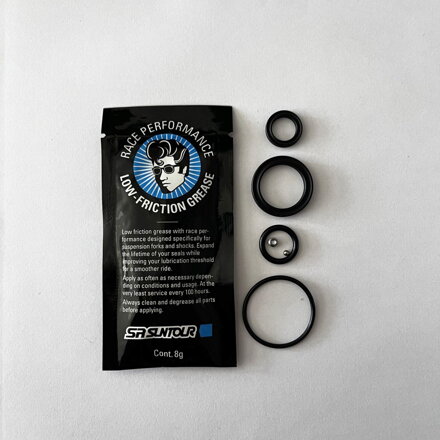 RACE PERFORMANCE
LOW-FRICTION GREASE
Low friction grease with race per-
formance designed specifically for
suspension forks and shocks. Expand
the lifetime of your seals while
improving your lubrication threshold
for a smoother ride.
Apply as often as necessary depen-
ding on conditions and usage. At the
very least service every 100 hours.
Always clean and degrease all parts
before applying.
SR SUNTOUR
Cont. 8g